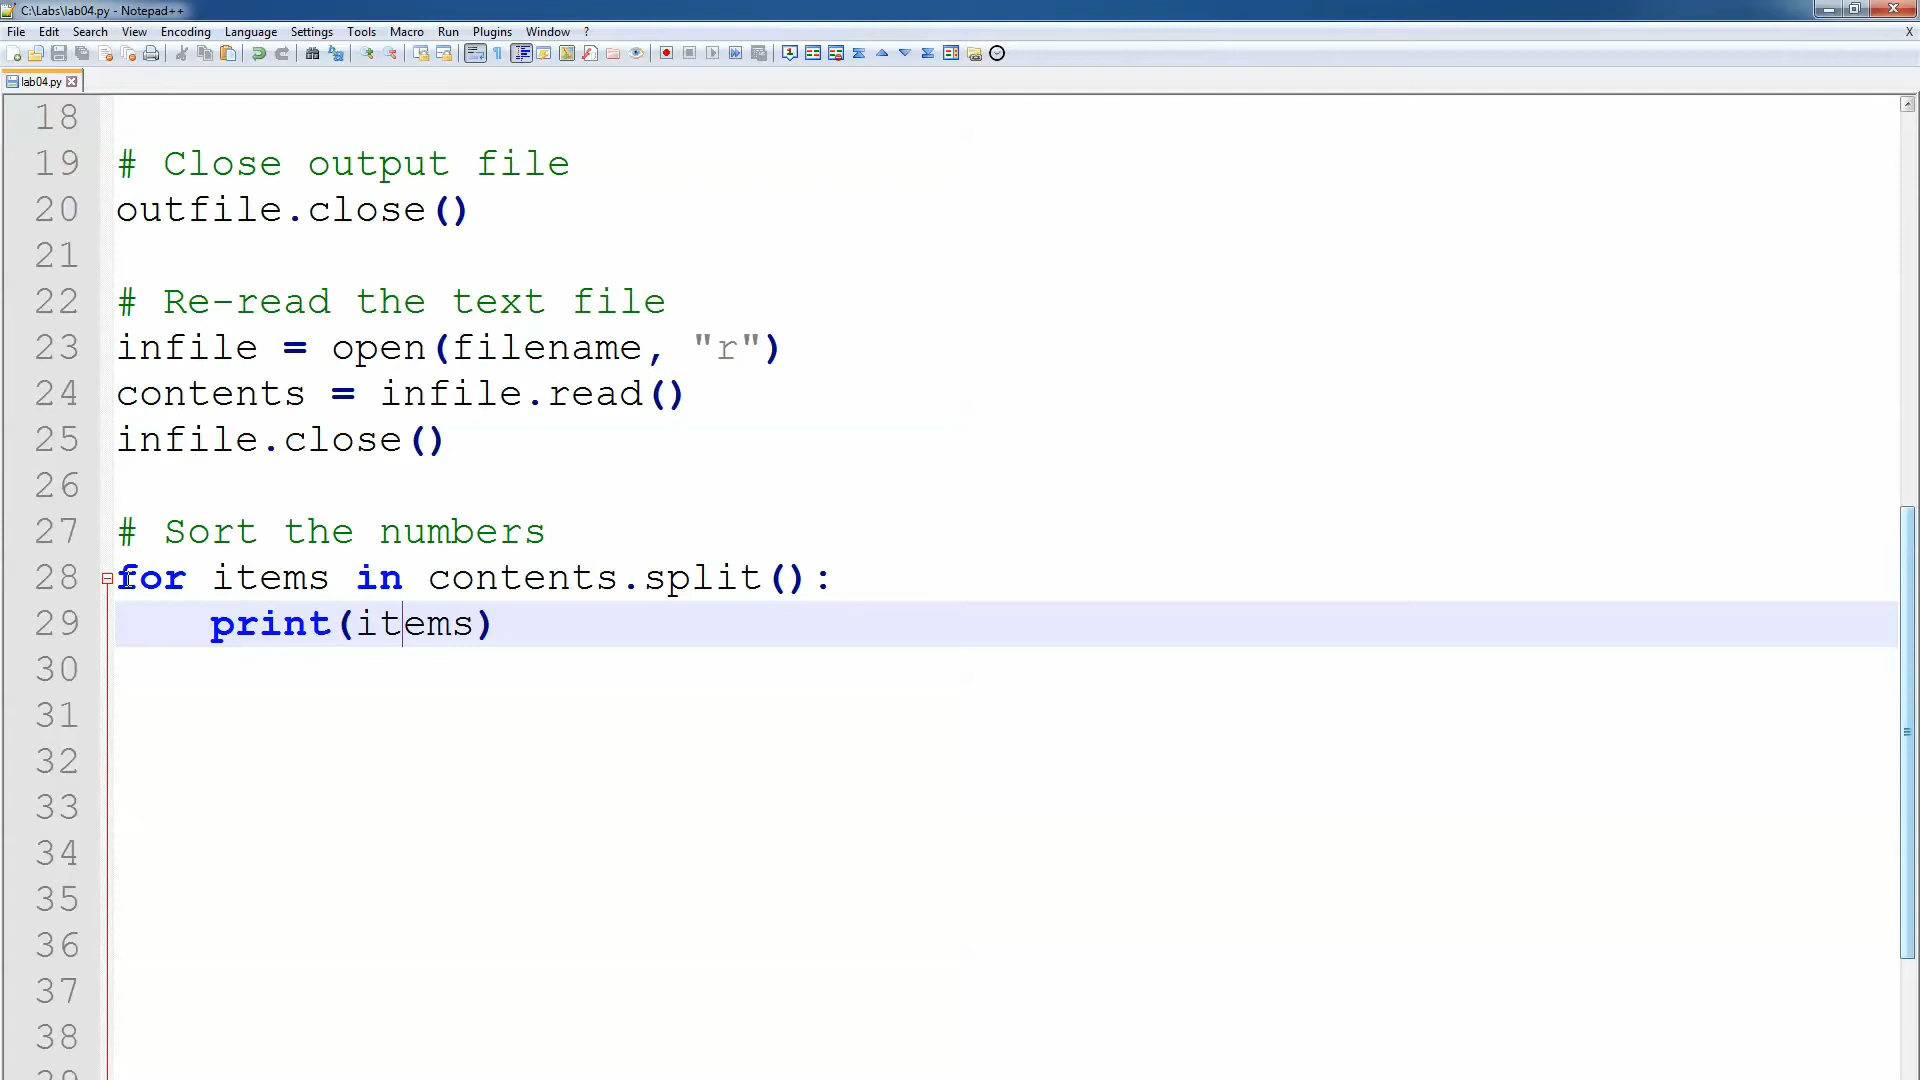 C:\Labs\lab04.py - Notepad++
File Edit Search View Encoding Language Settings Tools Macro Run Plugins Window ? X
lab04.py
18
19 # Close output file
20 outfile.close()
21
22 # Re-read the text file
23 infile = open(filename, "r")
24 contents = infile.read()
25 infile.close()
26
27 # Sort the numbers
28 for items in contents.split():
29 print(items)
30
31
32
33
34
35
36
37
38
39